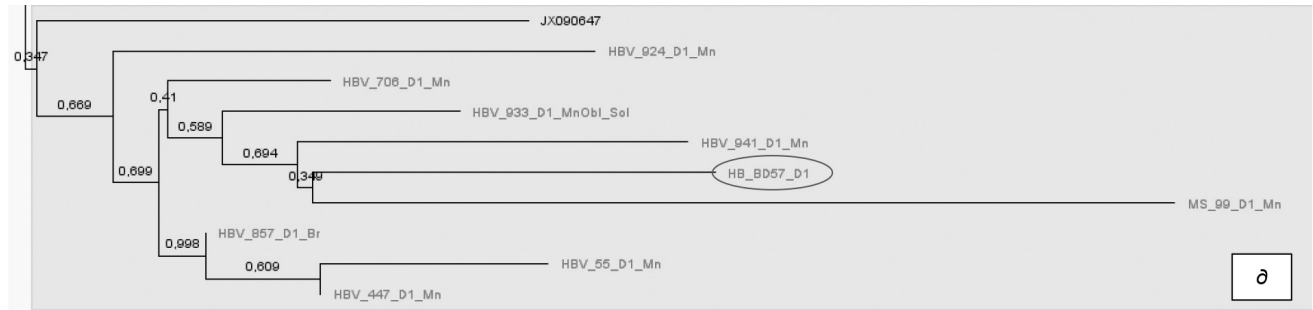 JX090647
0,347
HBV_924_D1_Mn
HBV_706_D1_Mn
0,669
0,41
HBV_933_D1_MnObl_Sol
0,589
HBV_941_D1_Mn
0,694
0,699
0,349
HB_BD57_D1
MS_99_D1_Mn
HBV_857_D1_Br
0,998
0,609
HBV_55_D1_Mn
HBV_447_D1_Mn
д